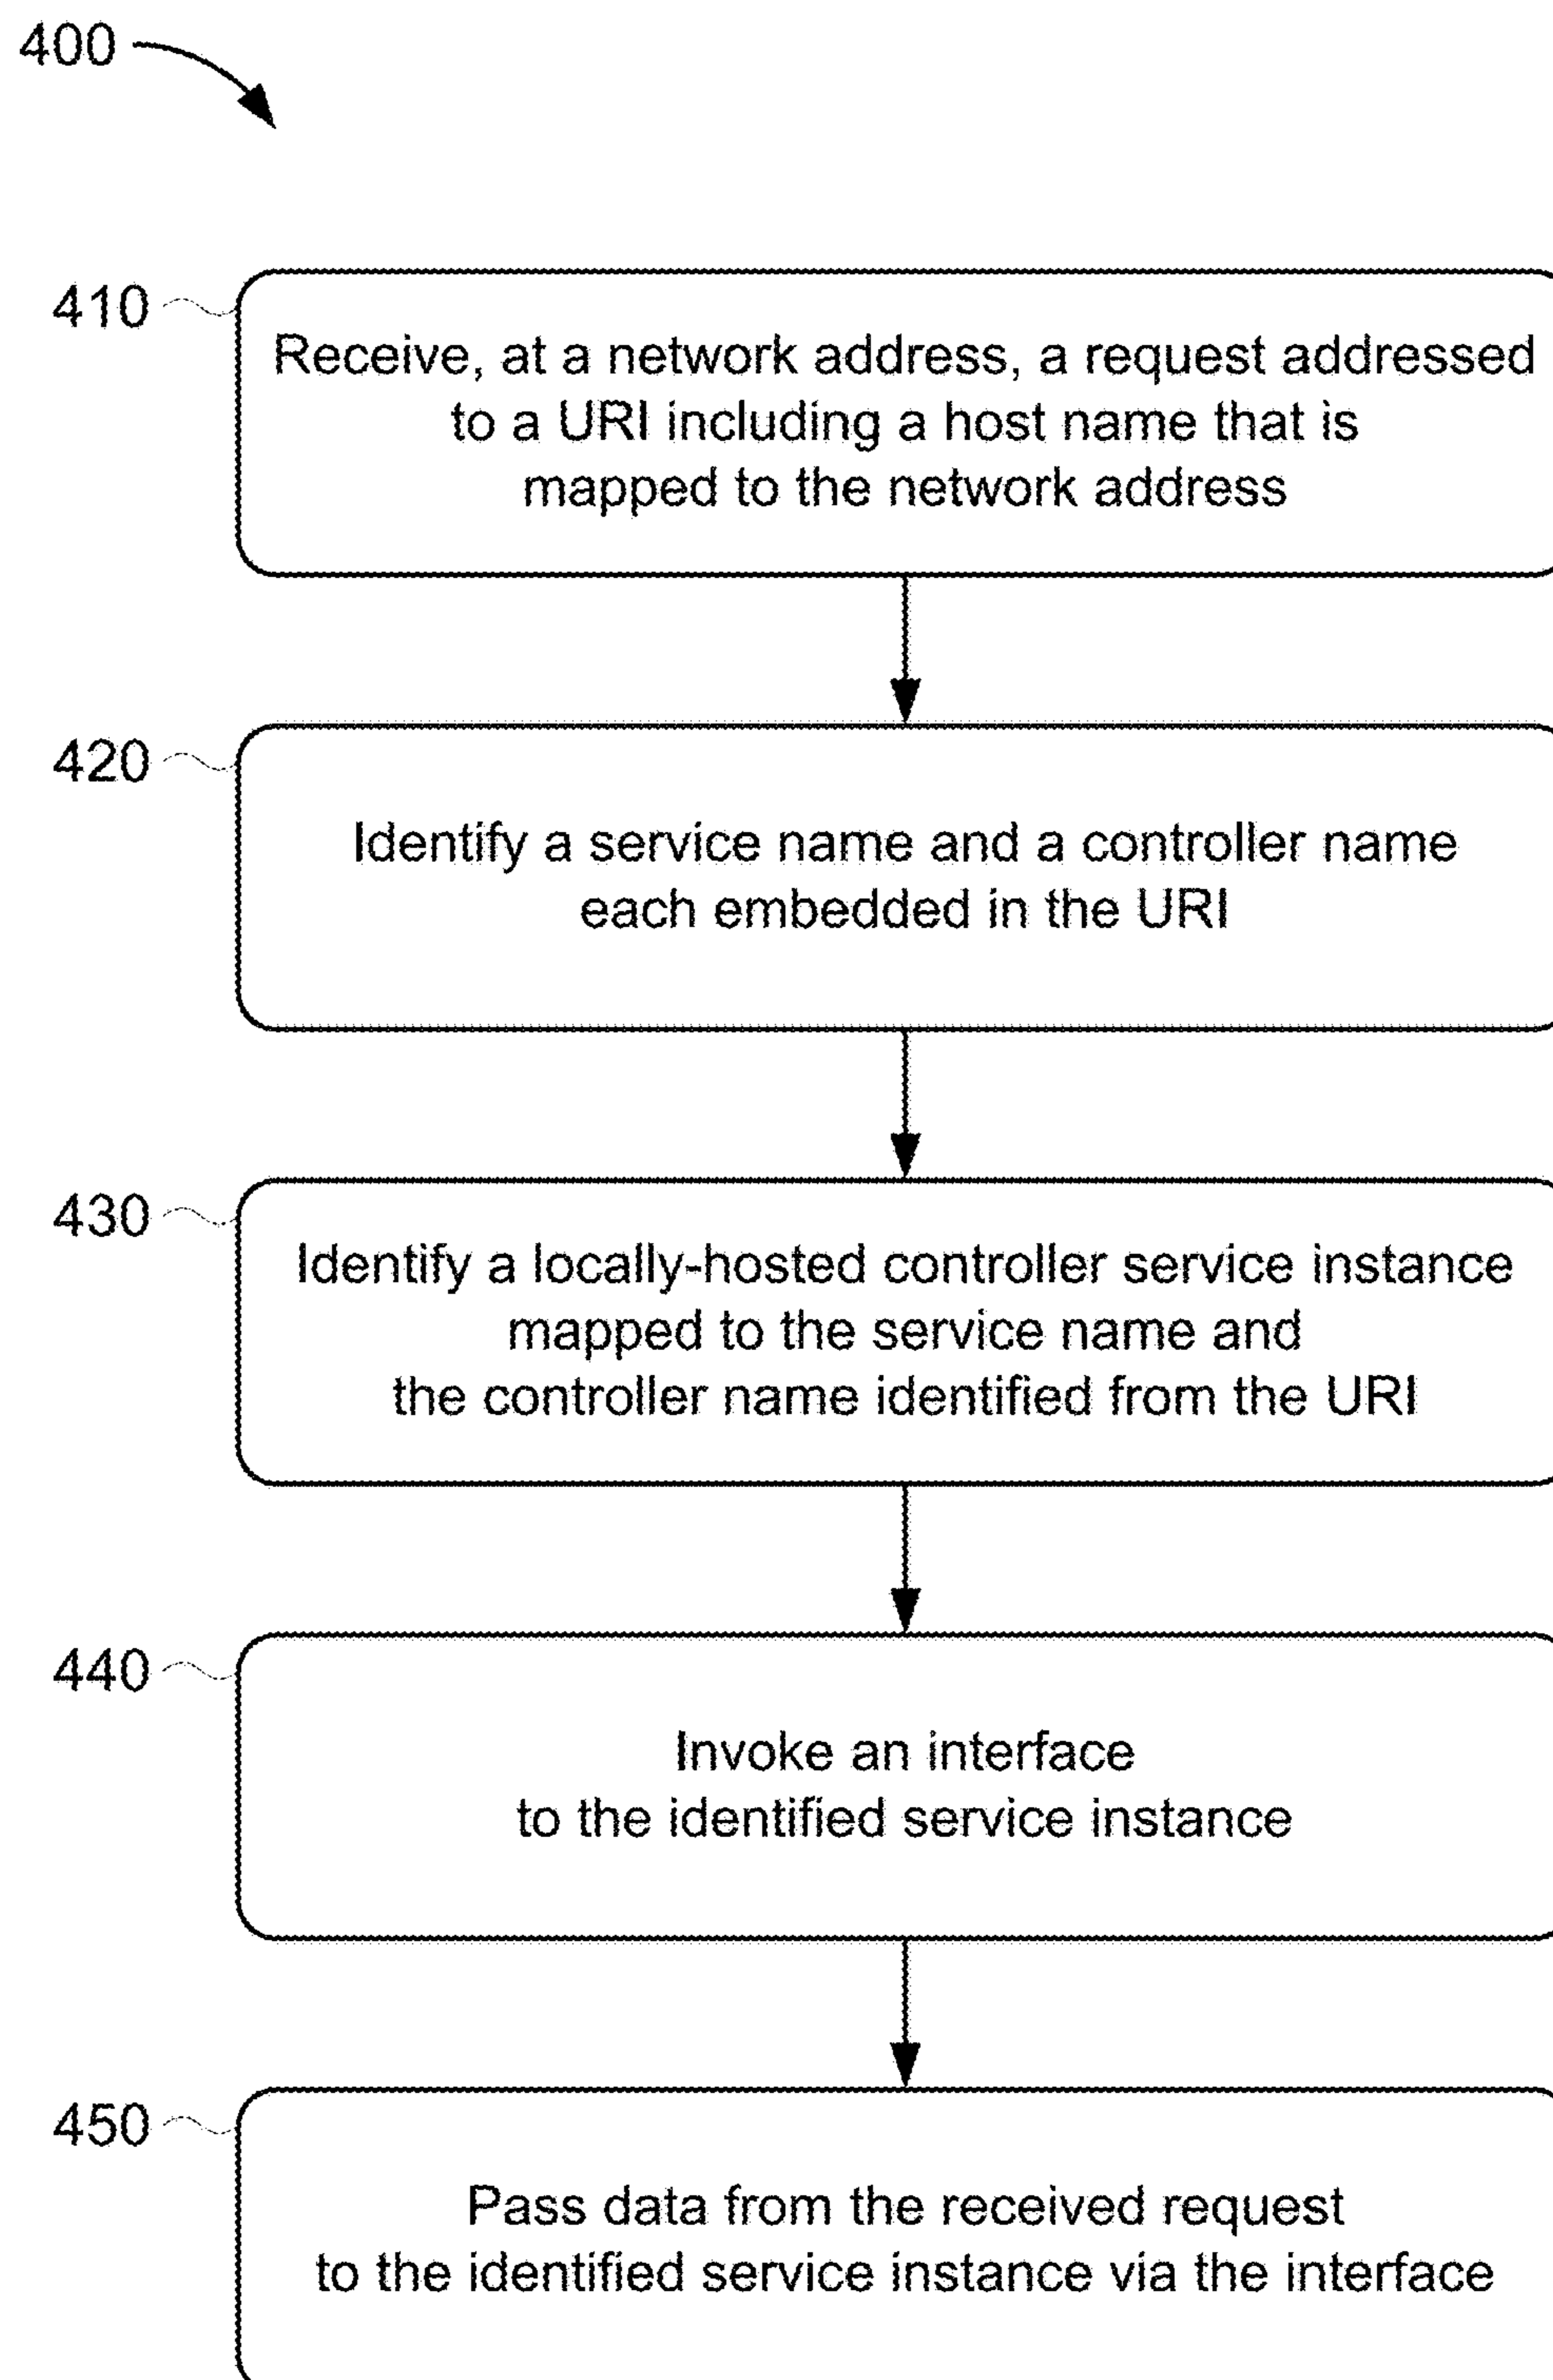 400
410
Receive, at a network address, a request addressed
to a URI including a host name that is
mapped to the network address
420
Identify a service name and a controller name
each embedded in the URI
430
Identify a locally-hosted controller service instance
mapped to the service name and
the controller name identified from the URI
440
Invoke an interface
to the identified service instance
450
Pass data from the received request
to the identified service instance via the interface